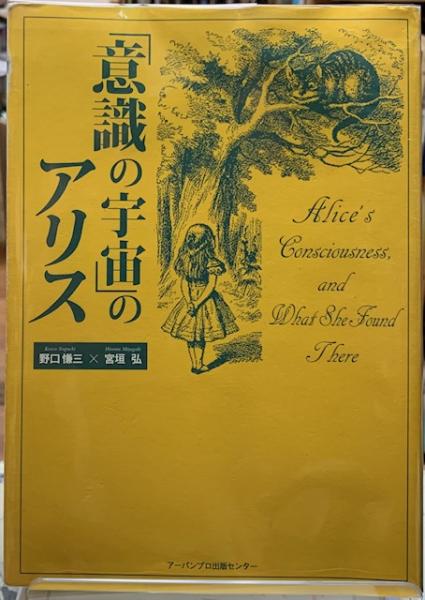 「意識の宇宙」の
アリス
Alice's
Consciousness,
and
What She Found
There
野口慊三 × 宮垣 弘
アーバンプロ出版センター